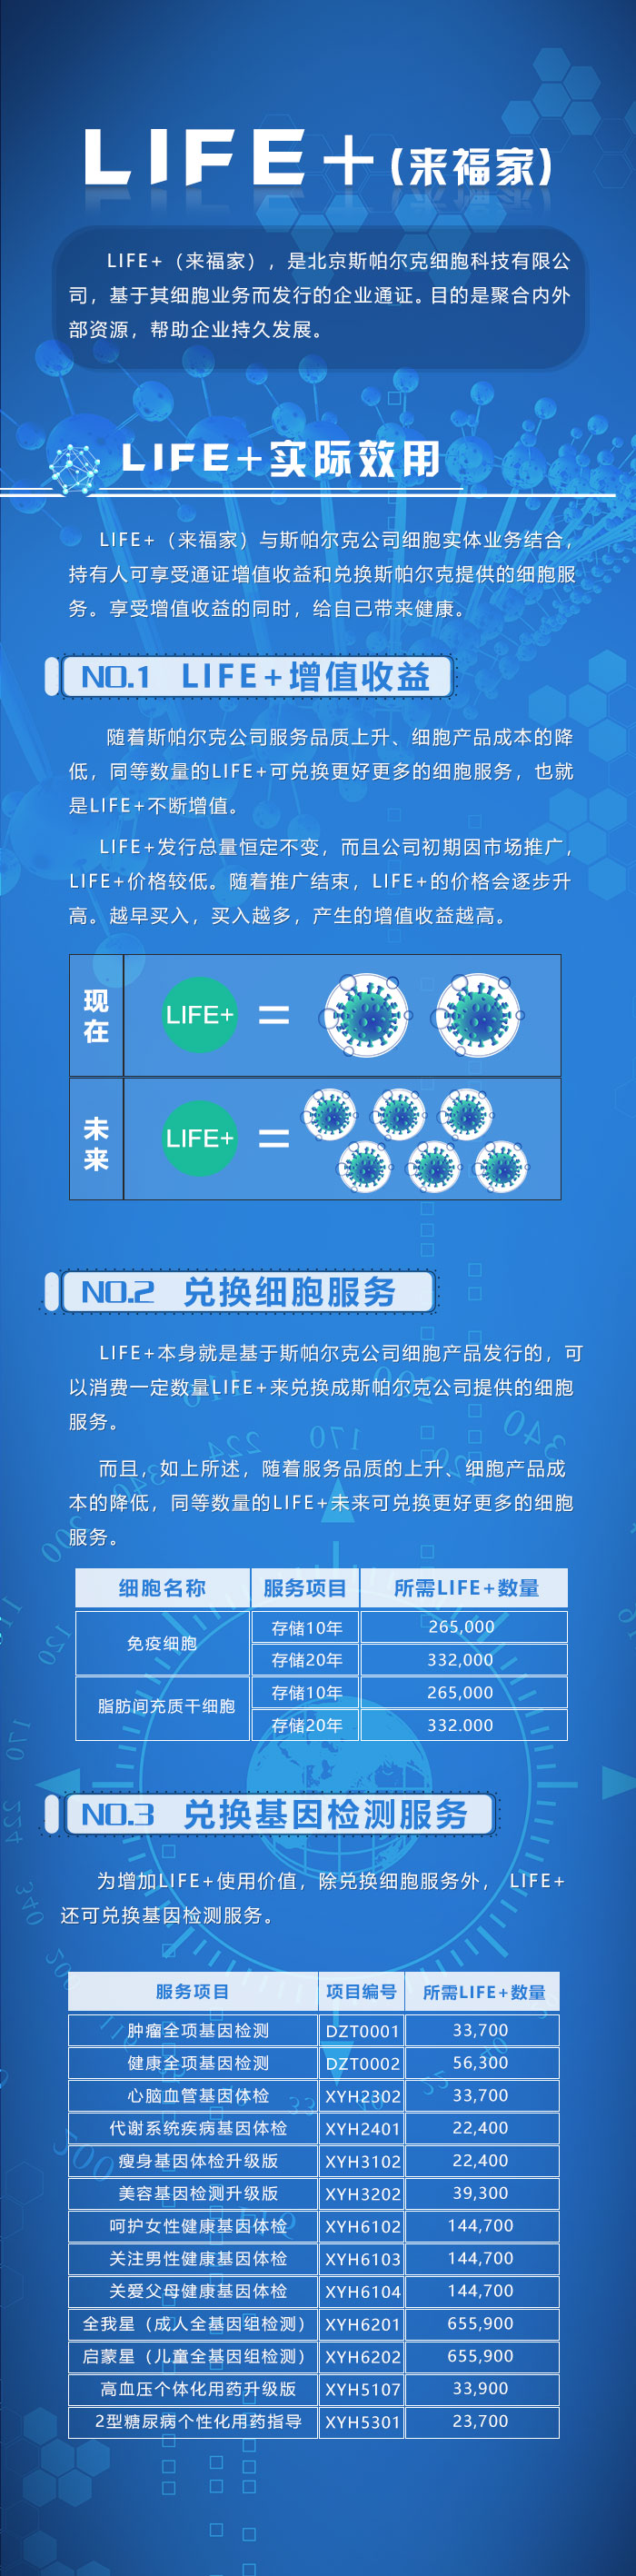 LIFE+(来福家)
LIFE+（来福家），是北京斯帕尔克细胞科技有限公
司，基于其细胞业务而发行的企业通证。目的是聚合内外
部资源，帮助企业持久发展。
LIFE+实际效用
LIFE+（来福家）与斯帕尔克公司细胞实体业务结合，
持有人可享受通证增值收益和兑换斯帕尔克提供的细胞服
务。享受增值收益的同时，给自己带来健康。
NO.1 LIFE+增值收益
随着斯帕尔克公司服务品质上升、细胞产品成本的降
低，同等数量的LIFE+可兑换更好更多的细胞服务，也就
是LIFE+不断增值。
LIFE+发行总量恒定不变，而且公司初期因市场推广，
LIFE+价格较低。随着推广结束，LIFE+的价格会逐步升
高。越早买入，买入越多，产生的增值收益越高。
现在 LIFE+ =
未来 LIFE+ =
NO.2 兑换细胞服务
LIFE+本身就是基于斯帕尔克公司细胞产品发行的，可
以消费一定数量LIFE+来兑换成斯帕尔克公司提供的细胞
服务。
而且，如上所述，随着服务品质的上升、细胞产品成
本的降低，同等数量的LIFE+未来可兑换更好更多的细胞
服务。
细胞名称 服务项目 所需LIFE+数量
免疫细胞 存储10年 265,000
存储20年 332,000
脂肪间充质干细胞 存储10年 265,000
存储20年 332.000
NO.3 兑换基因检测服务
为增加LIFE+使用价值，除兑换细胞服务外， LIFE+
还可兑换基因检测服务。
服务项目 项目编号 所需LIFE+数量
肿瘤全项基因检测 DZT0001 33,700
健康全项基因检测 DZT0002 56,300
心脑血管基因体检 XYH2302 33,700
代谢系统疾病基因体检 XYH2401 22,400
瘦身基因体检升级版 XYH3102 22,400
美容基因检测升级版 XYH3202 39,300
呵护女性健康基因体检 XYH6102 144,700
关注男性健康基因体检 XYH6103 144,700
关爱父母健康基因体检 XYH6104 144,700
全我星（成人全基因组检测） XYH6201 655,900
启蒙星（儿童全基因组检测） XYH6202 655,900
高血压个体化用药升级版 XYH5107 33,900
2型糖尿病个性化用药指导 XYH5301 23,700